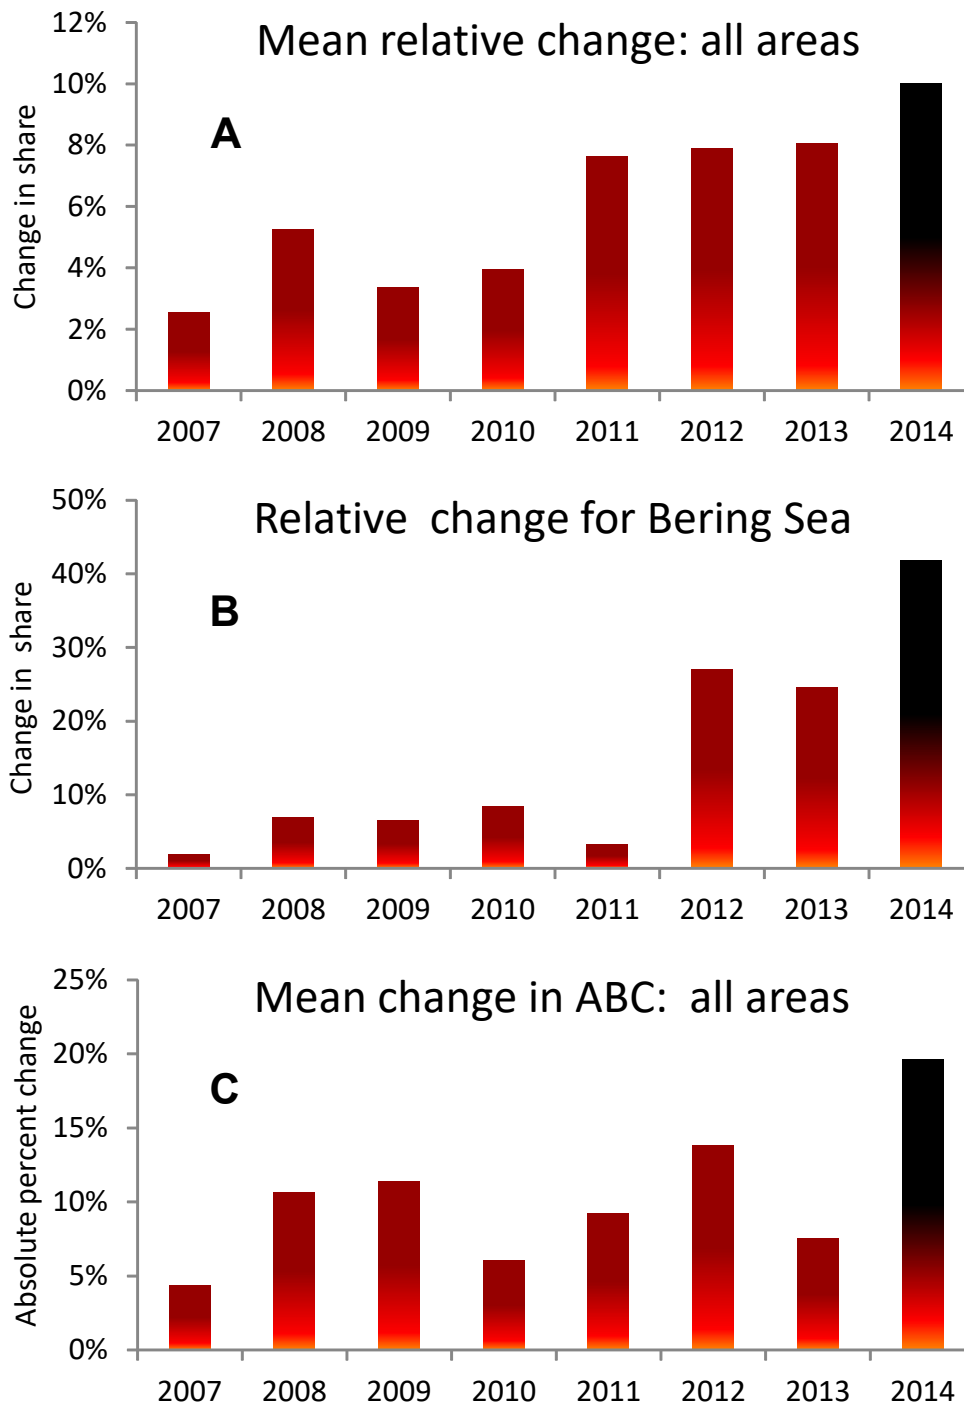 Mean relative change: all areas
A
Change in share
12%
10%
8%
6%
4%
2%
0%
2007 2008 2009 2010 2011 2012 2013 2014
Relative change for Bering Sea
B
Change in share
50%
40%
30%
20%
10%
0%
2007 2008 2009 2010 2011 2012 2013 2014
Mean change in ABC: all areas
C
Absolute percent change
25%
20%
15%
10%
5%
0%
2007 2008 2009 2010 2011 2012 2013 2014